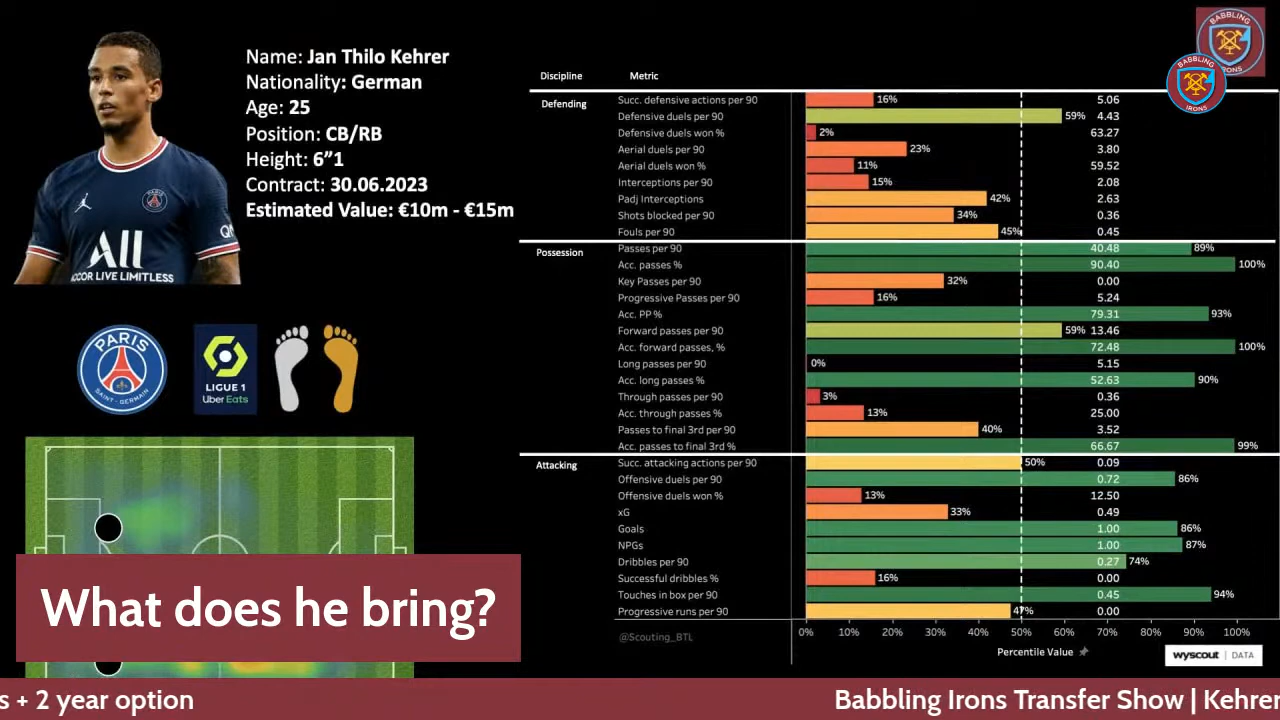 BABBLING
IRONS
BABBLING
IRONS
Name: Jan Thilo Kehrer
Nationality: German
Age: 25
Position: CB/RB
Height: 6”1
Contract: 30.06.2023
Estimated Value: €10m - €15m
PARIS
All
ACCOR LIVE LIMITLESS
PARIS
SAINT-GERMAIN
LIGUE 1
Uber Eats
Discipline Metric
Defending
Succ. defensive actions per 90 16% 5.06
Defensive duels per 90 59% 4.43
Defensive duels won % 2% 63.27
Aerial duels per 90 23% 3.80
Aerial duels won % 11% 59.52
Interceptions per 90 15% 2.08
Padj Interceptions 42% 2.63
Shots blocked per 90 34% 0.36
Fouls per 90 45% 0.45
Possession
Passes per 90 40.48 89%
Acc. passes % 90.40 100%
Key Passes per 90 32% 0.00
Progressive Passes per 90 16% 5.24
Acc. PP % 79.31 93%
Forward passes per 90 59% 13.46
Acc. forward passes, % 72.48 100%
Long passes per 90 0% 5.15
Acc. long passes % 52.63 90%
Through passes per 90 3% 0.36
Acc. through passes % 13% 25.00
Passes to final 3rd per 90 40% 3.52
Acc. passes to final 3rd % 66.67 99%
Attacking
Succ. attacking actions per 90 50% 0.09
Offensive duels per 90 0.72 86%
Offensive duels won % 13% 12.50
xG 33% 0.49
Goals 1.00 86%
NPGs 1.00 87%
Dribbles per 90 0.27 74%
Successful dribbles % 16% 0.00
Touches in box per 90 0.45 94%
Progressive runs per 90 47% 0.00
0% 10% 20% 30% 40% 50% 60% 70% 80% 90% 100%
Percentile Value
@Scouting_BTL
wyscout | DATA
What does he bring?
s + 2 year option
Babbling Irons Transfer Show | Kehrer